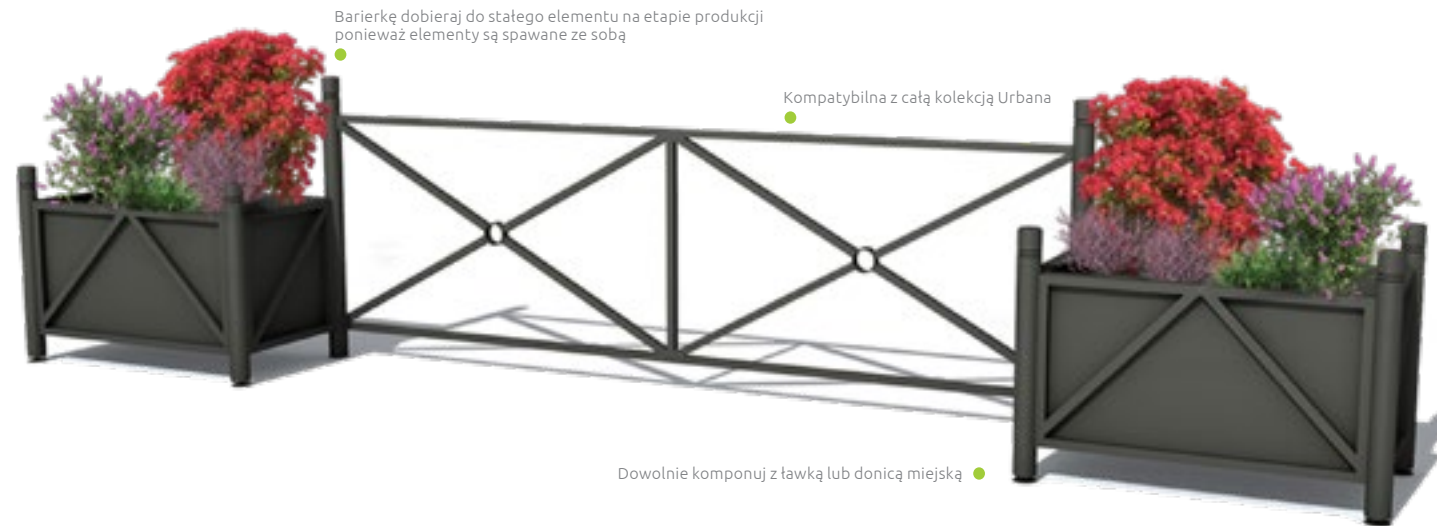 Barierkę dobieraj do stałego elementu na etapie produkcji
ponieważ elementy są spawane ze sobą
Kompatybilna z całą kolekcją Urbana
Dowolnie komponuj z ławką lub donicą miejską